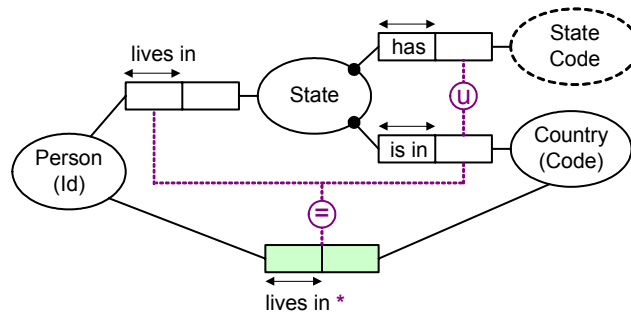 lives in
has
State
Code
State
u
is in
Country
(Code)
Person
(Id)
=
lives in *